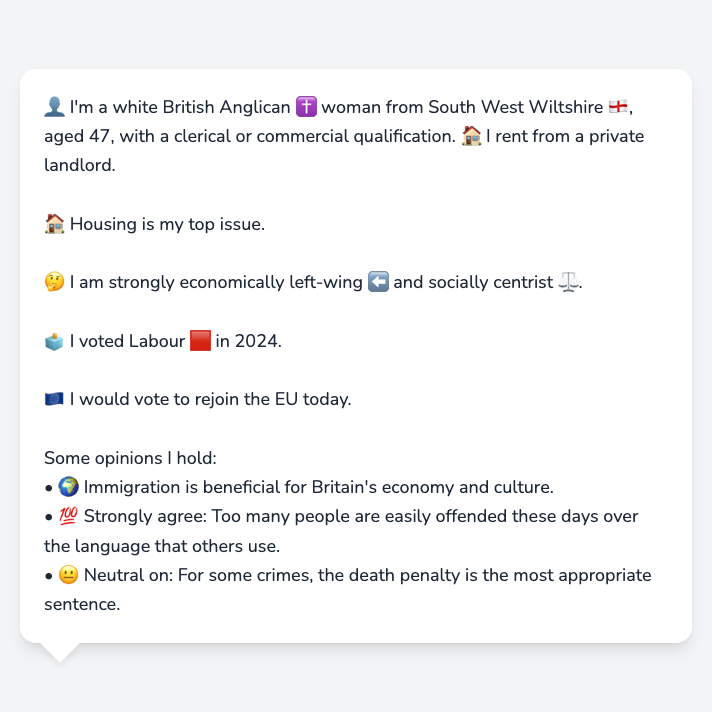 👤 I'm a white British Anglican ✝️ woman from South West Wiltshire 🏴󠁧󠁢󠁥󠁮󠁧󠁿,
aged 47, with a clerical or commercial qualification. 🏠 I rent from a private
landlord.
🏠 Housing is my top issue.
🤔 I am strongly economically left-wing ⬅️ and socially centrist ⚖️.
🗳️ I voted Labour 🟥 in 2024.
🇪🇺 I would vote to rejoin the EU today.
Some opinions I hold:
• 🌍 Immigration is beneficial for Britain's economy and culture.
• 💯 Strongly agree: Too many people are easily offended these days over
the language that others use.
• 😐 Neutral on: For some crimes, the death penalty is the most appropriate
sentence.